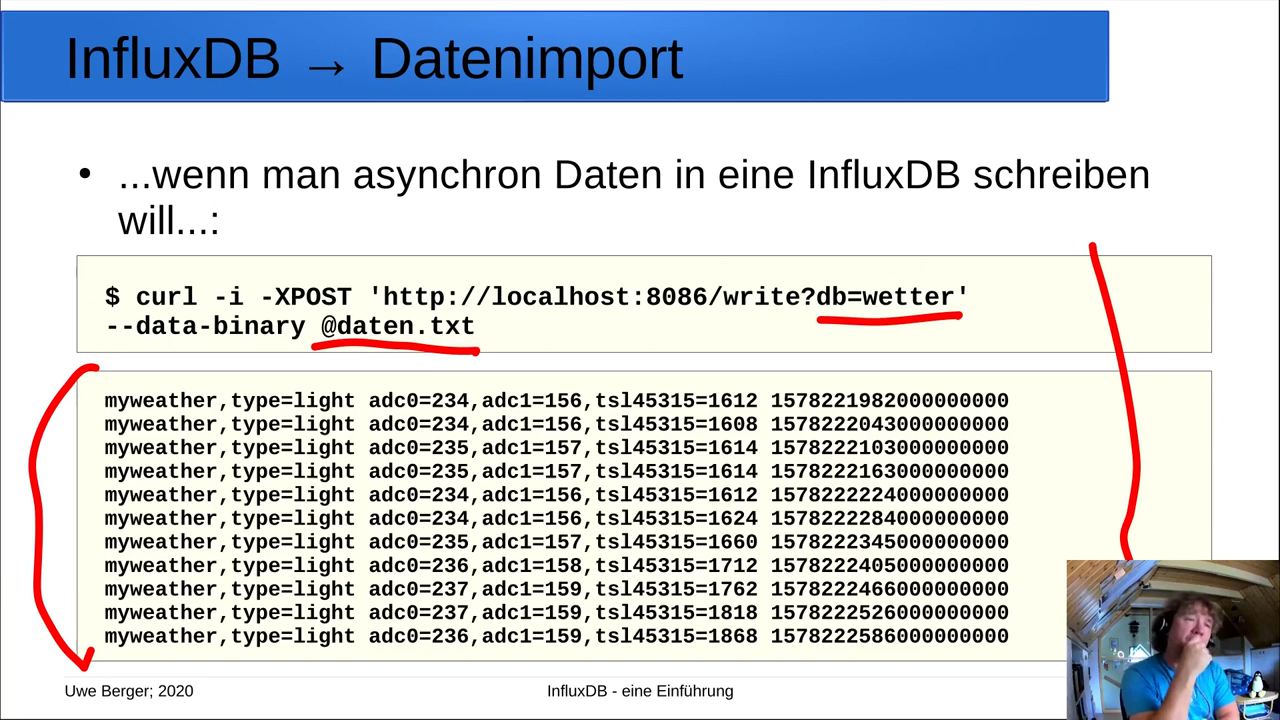 InfluxDB → Datenimport
• ...wenn man asynchron Daten in eine InfluxDB schreiben
will...:
$ curl -i -XPOST 'http://localhost:8086/write?db=wetter'
--data-binary @daten.txt
myweather,type=light adc0=234,adc1=156,tsl45315=1612 1578221982000000000
myweather,type=light adc0=234,adc1=156,tsl45315=1608 1578222043000000000
myweather,type=light adc0=235,adc1=157,tsl45315=1614 1578222103000000000
myweather,type=light adc0=235,adc1=157,tsl45315=1614 1578222163000000000
myweather,type=light adc0=234,adc1=156,tsl45315=1612 1578222224000000000
myweather,type=light adc0=234,adc1=156,tsl45315=1624 1578222284000000000
myweather,type=light adc0=235,adc1=157,tsl45315=1660 1578222345000000000
myweather,type=light adc0=236,adc1=158,tsl45315=1712 1578222405000000000
myweather,type=light adc0=237,adc1=159,tsl45315=1762 1578222466000000000
myweather,type=light adc0=237,adc1=159,tsl45315=1818 1578222526000000000
myweather,type=light adc0=236,adc1=159,tsl45315=1868 1578222586000000000
Uwe Berger; 2020
InfluxDB - eine Einführung